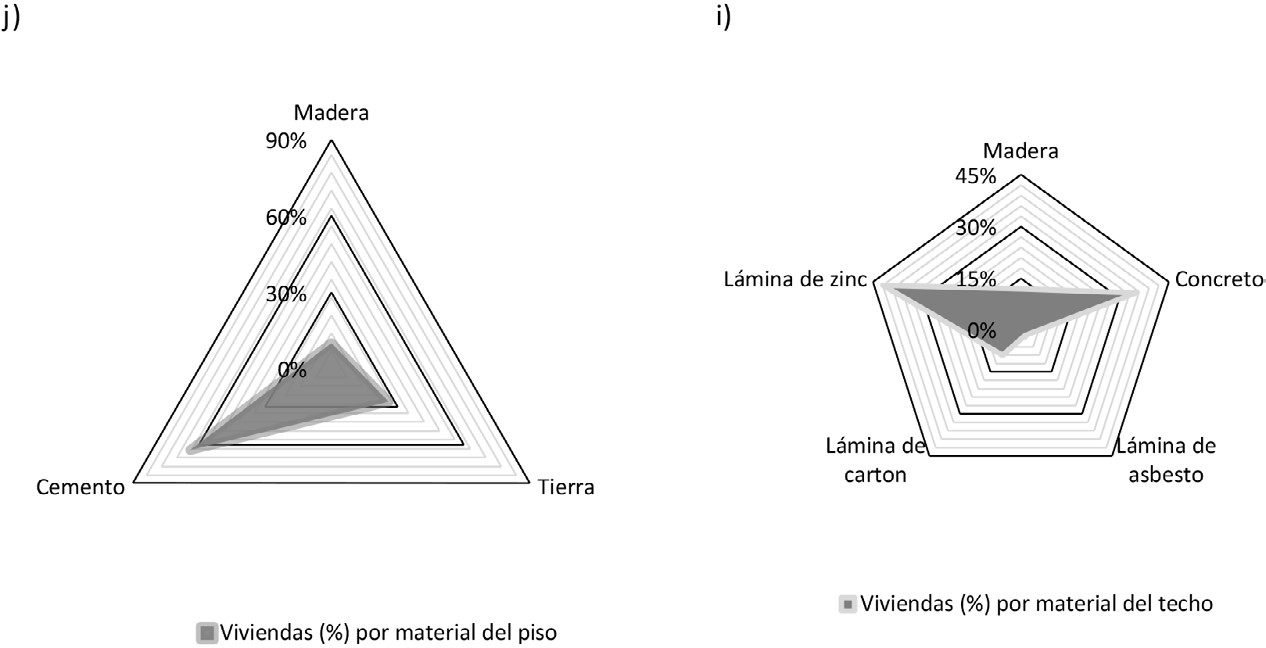 j)
Madera
90%
60%
30%
0%
Cemento
Tierra
Viviendas (%) por material del piso
i)
Madera
45%
30%
15%
0%
Lámina de zinc
Concreto
Lámina de
carton
Lámina de
asbesto
Viviendas (%) por material del techo